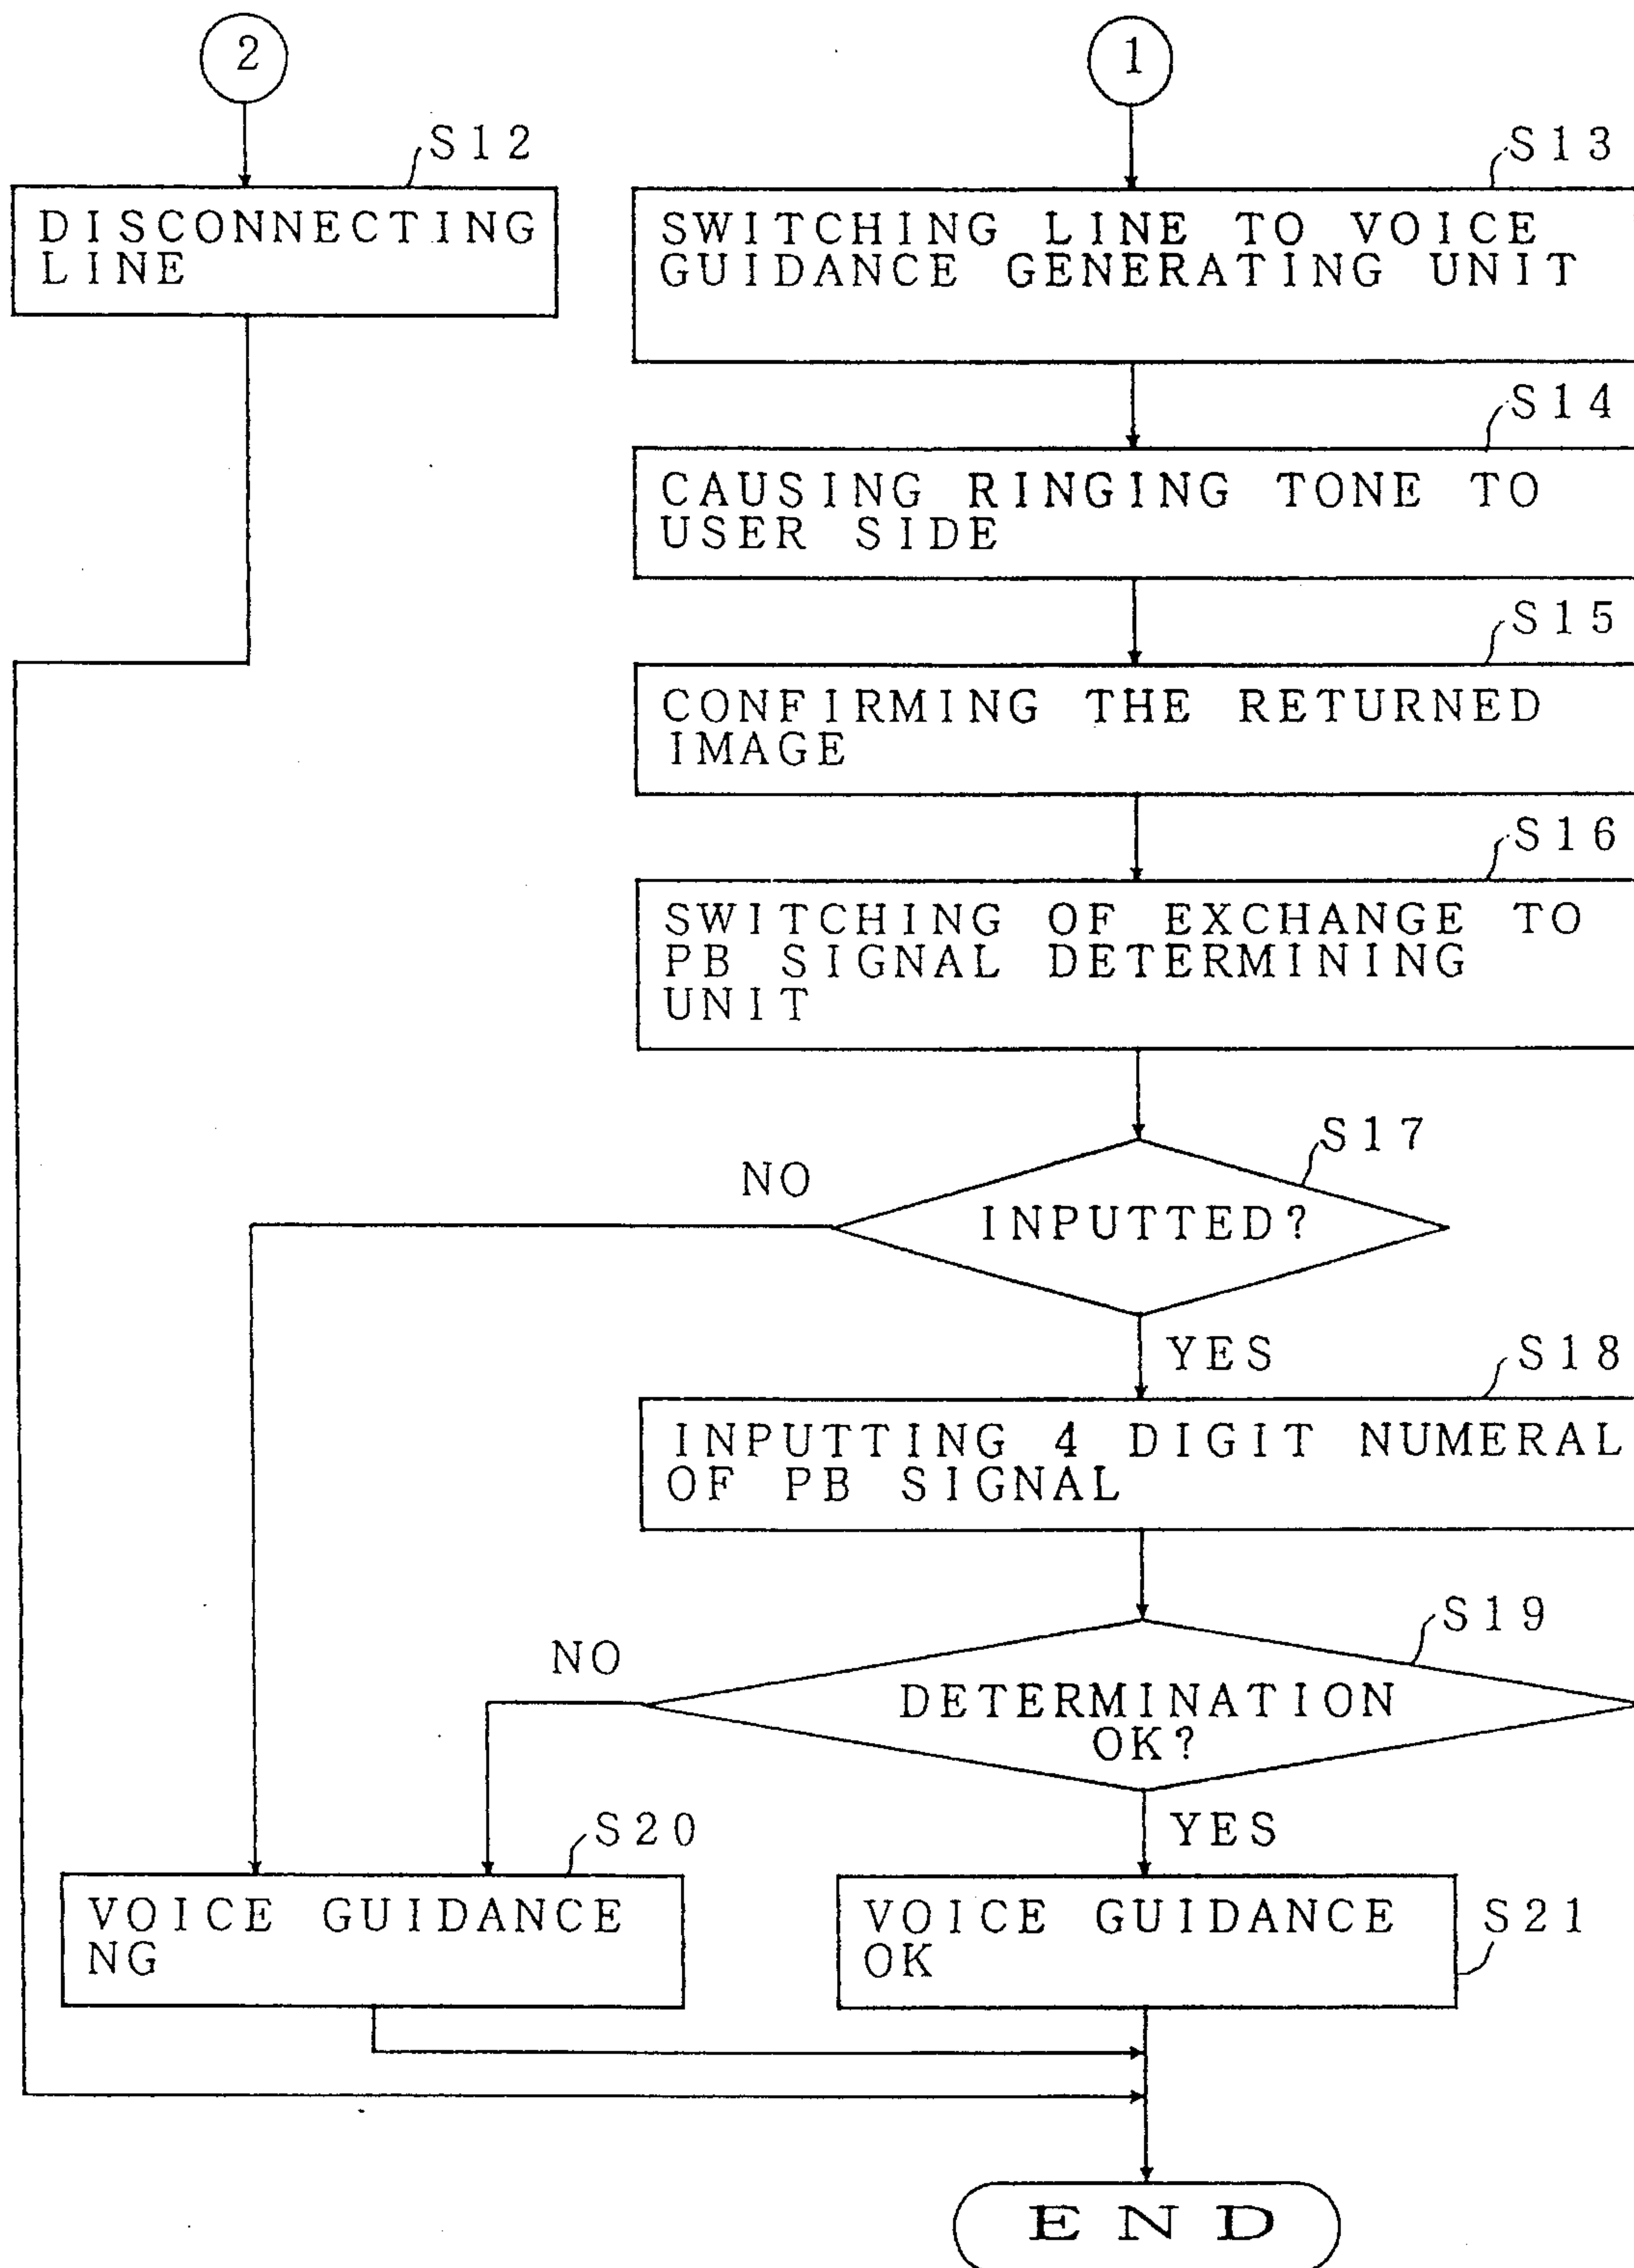 2
1
S12
DISCONNECTING
LINE
S13
SWITCHING LINE TO VOICE
GUIDANCE GENERATING UNIT
S14
CAUSING RINGING TONE TO
USER SIDE
S15
CONFIRMING THE RETURNED
IMAGE
S16
SWITCHING OF EXCHANGE TO
PB SIGNAL DETERMINING
UNIT
S17
NO
INPUTTED?
YES
S18
INPUTTING 4 DIGIT NUMERAL
OF PB SIGNAL
S19
NO
DETERMINATION
OK?
YES
S20
VOICE GUIDANCE
NG
VOICE GUIDANCE
OK
S21
END